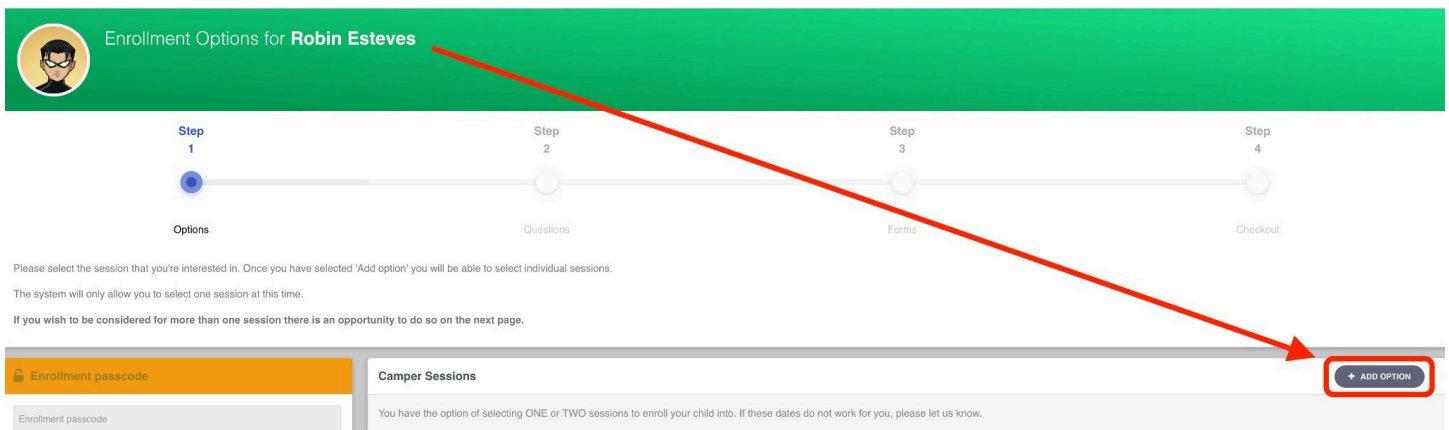 Enrollment Options for Robin Esteves
Step
1
Step
2
Step
3
Step
4
Options
Questions
Forms
Checkout
Please select the session that you're interested in. Once you have selected 'Add option' you will be able to select individual sessions.
The system will only allow you to select one session at this time.
If you wish to be considered for more than one session there is an opportunity to do so on the next page.
Enrollment passcode
Camper Sessions
+ ADD OPTION
Enrollment passcode
You have the option of selecting ONE or TWO sessions to enroll your child into. If these dates do not work for you, please let us know.